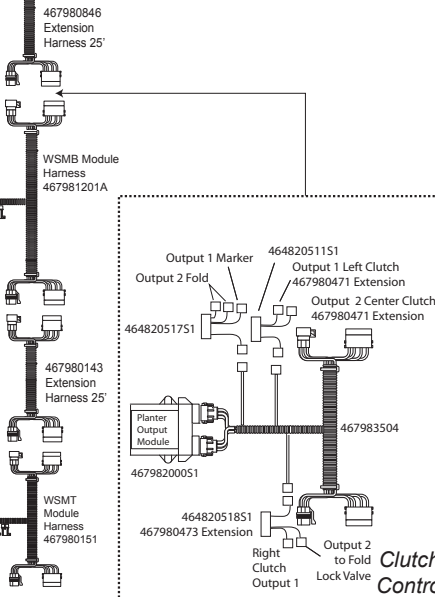 467980846
Extension
Harness 25'
WSMB Module
Harness
467981201A
467980143
Extension
Harness 25'
WSMT
Module
Harness
467980151
Output 1 Marker
Output 2 Fold
464820517S1
464820511S1
Output 1 Left Clutch
467980471 Extension
Output 2 Center Clutch
467980471 Extension
Planter
Output
Module
467982000S1
467983504
464820518S1
467980473 Extension
Right
Clutch
Output 1
Output 2
to Fold
Lock Valve
Clutch
Contro